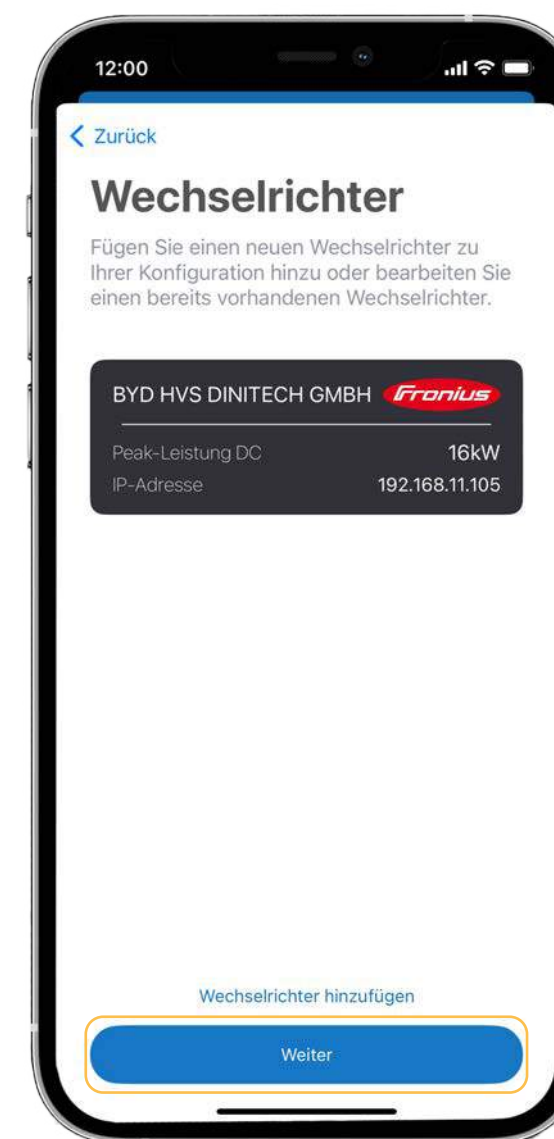 12:00
Zurück
Wechselrichter
Fügen Sie einen neuen Wechselrichter zu
Ihrer Konfiguration hinzu oder bearbeiten Sie
einen bereits vorhandenen Wechselrichter.
BYD HVS DINITECH GMBH Fronius
Peak-Leistung DC 16kW
IP-Adresse 192.168.11.105
Wechselrichter hinzufügen
Weiter